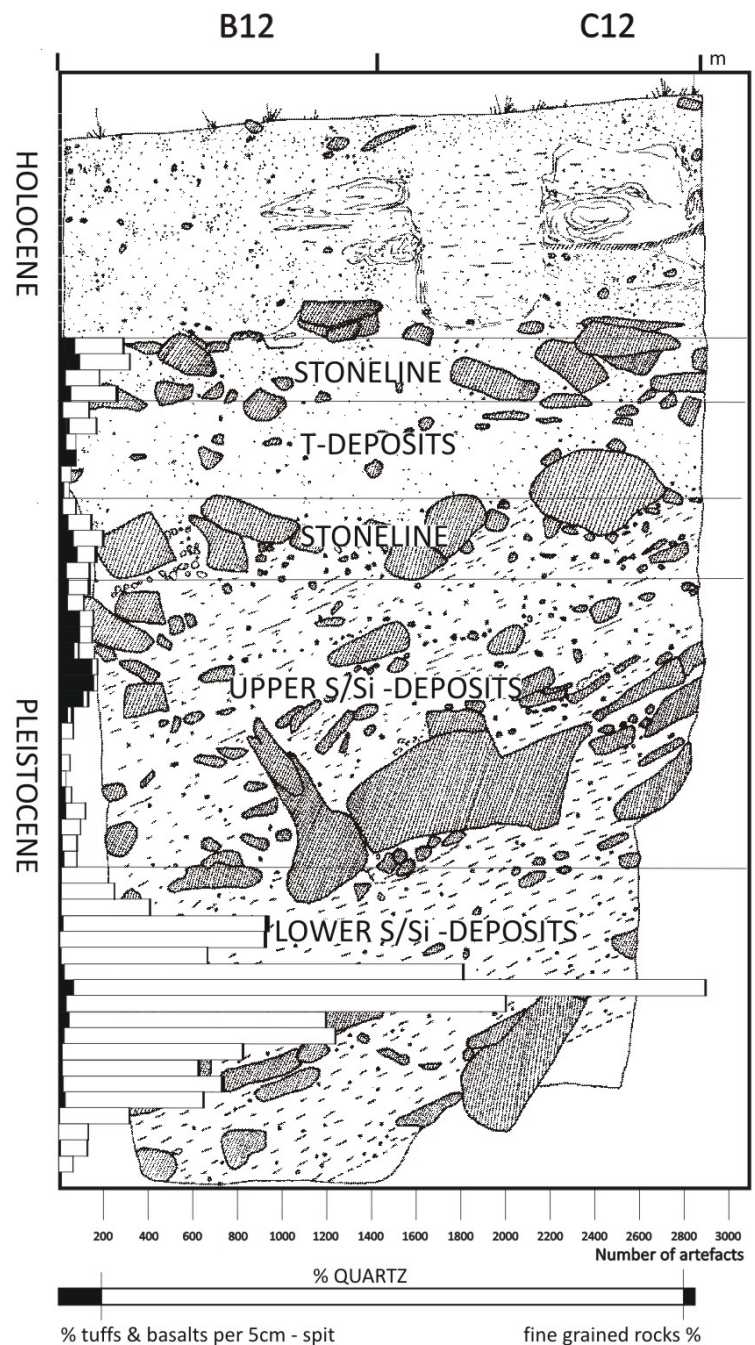 B12 C12
m
HOLOCENE
STONELINE
T-DEPOSITS
STONELINE
UPPER S/Si -DEPOSITS
PLEISTOCENE
LOWER S/Si -DEPOSITS
200 400 600 800 1000 1200 1400 1600 1800 2000 2200 2400 2600 2800 3000
Number of artefacts
% QUARTZ
% tuffs & basalts per 5cm - spit fine grained rocks %